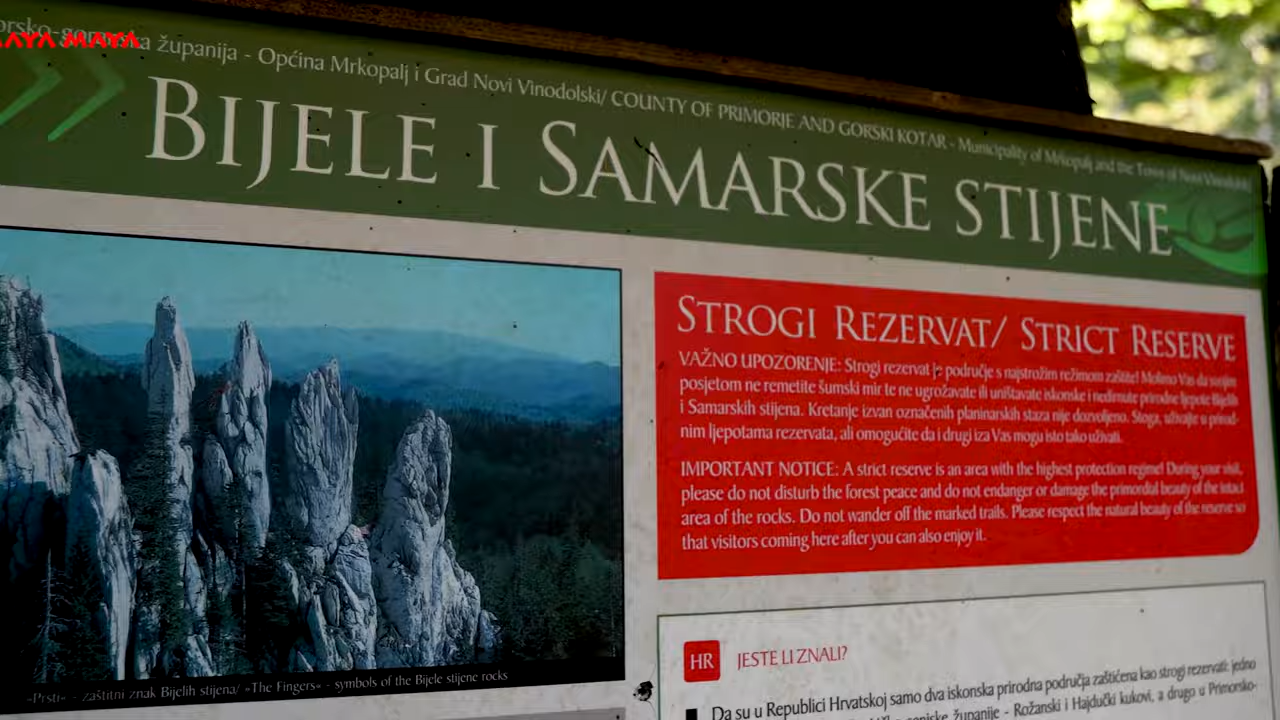 MAYA MAYA
županija - Općina Mrkopalj i Grad Novi Vinodolski/ COUNTY OF PRIMORJE AND GORSKI KOTAR - Municipality of Mrkopalj and the Town of Novi Vinodolski
BIJELE I SAMARSKE STIJENE
STROGI REZERVAT/ STRICT RESERVE
VAŽNO UPOZORENJE: Strogi rezervat je područje s najstrožim režimom zaštite! Molimo Vas da svojim
posjetom ne remetite šumski mir te ne ugrožavate ili uništavate iskonske i nedirnute prirodne ljepote Bijelih
i Samarskih stijena. Kretanje izvan označenih planinarskih staza nije dozvoljeno. Stoga, uživajte u prirod-
nim ljepotama rezervata, ali omogućite da i drugi iza Vas mogu isto tako uživati.
IMPORTANT NOTICE: A strict reserve is an area with the highest protection regime! During your visit,
please do not disturb the forest peace and do not endanger or damage the primordial beauty of the intact
area of the rocks. Do not wander off the marked trails. Please respect the natural beauty of the reserve so
that visitors coming here after you can also enjoy it.
»Prsti« - zaštitni znak Bijelih stijena/ »The Fingers« - symbols of the Bijele stijene rocks
HR JESTE LI ZNALI?
Da su u Republici Hrvatskoj samo dva iskonska prirodna područja zaštićena kao strogi rezervati: jedno
županije - Rožanski i Hajdučki kukovi, a drugo u Primorsko-